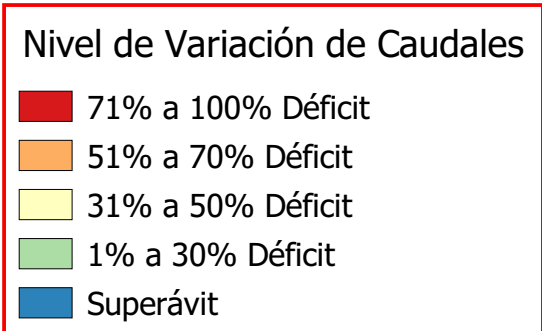 Nivel de Variación de Caudales
71% a 100% Déficit
51% a 70% Déficit
31% a 50% Déficit
1% a 30% Déficit
Superávit